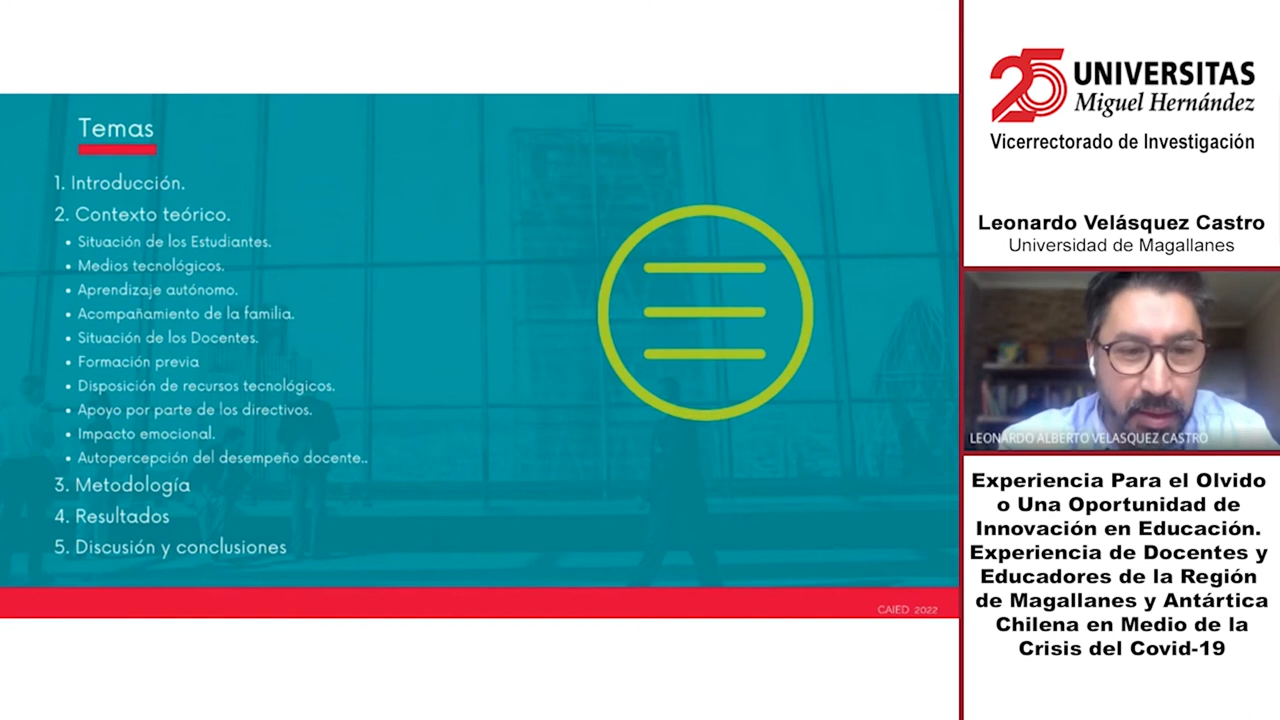 Temas
1. Introducción.
2. Contexto teórico.
• Situación de los Estudiantes.
• Medios tecnológicos.
• Aprendizaje autónomo.
• Acompañamiento de la familia.
• Situación de los Docentes.
• Formación previa
• Disposición de recursos tecnológicos.
• Apoyo por parte de los directivos.
• Impacto emocional.
• Autopercepción del desempeño docente..
3. Metodología
4. Resultados
5. Discusión y conclusiones
CAIED 2022
25 UNIVERSITAS
Miguel Hernández
Vicerrectorado de Investigación
Leonardo Velásquez Castro
Universidad de Magallanes
LEONARDO ALBERTO VELASQUEZ CASTRO
Experiencia Para el Olvido
o Una Oportunidad de
Innovación en Educación.
Experiencia de Docentes y
Educadores de la Región
de Magallanes y Antártica
Chilena en Medio de la
Crisis del Covid-19